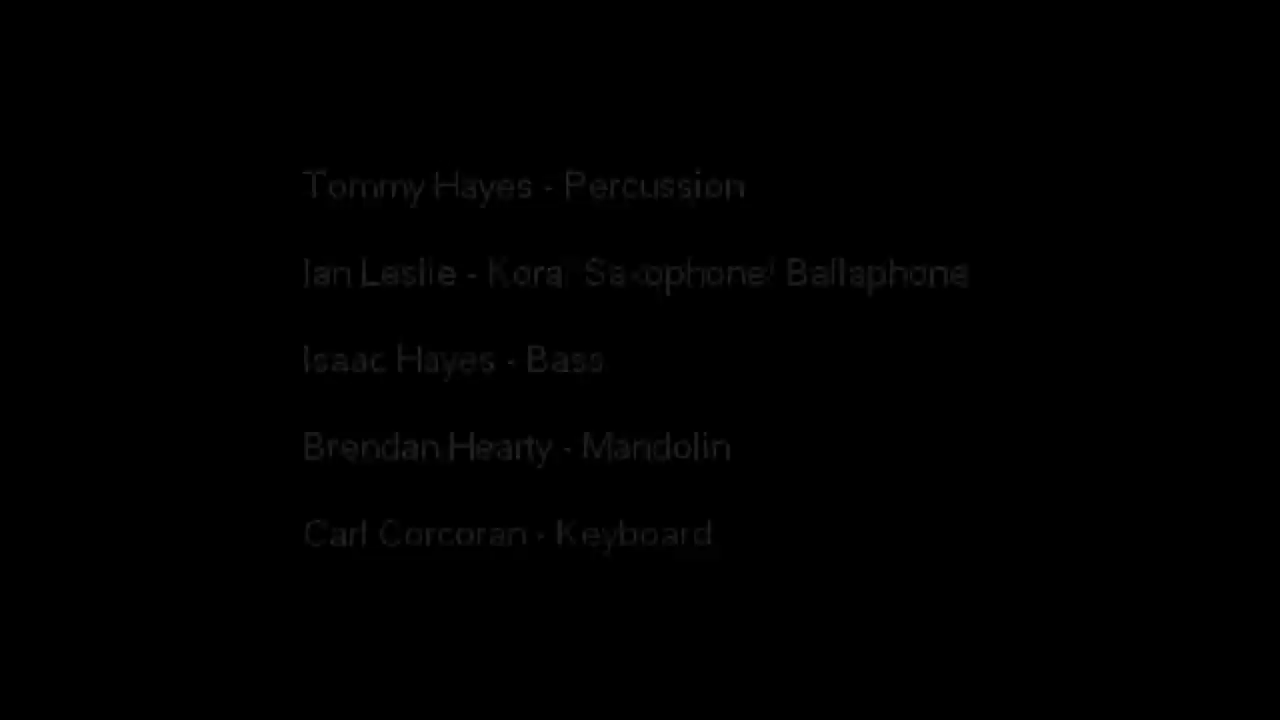 Tommy Hayes - Percussion
Ian Leslie - Kora/ Saxophone/ Ballaphone
Isaac Hayes - Bass
Brendan Hearty - Mandolin
Carl Corcoran - Keyboard